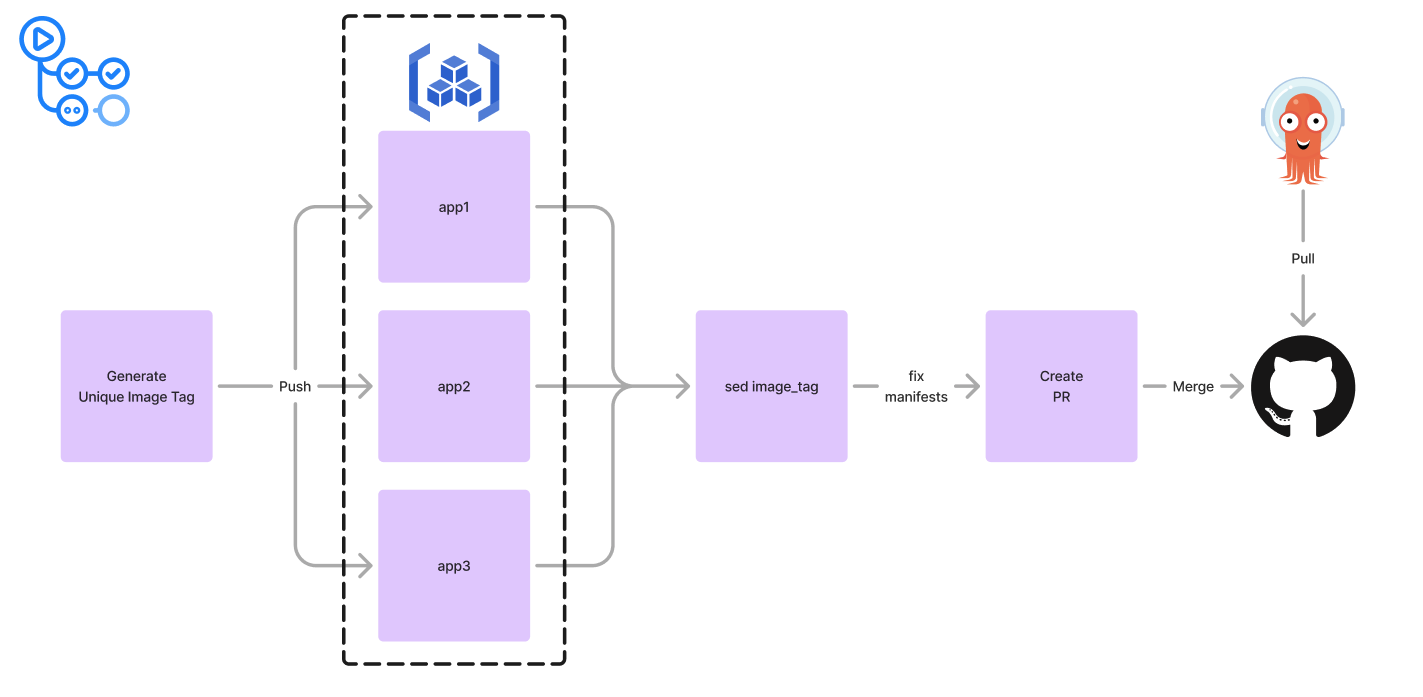 Generate
Unique Image Tag
Push
app1
app2
app3
sed image_tag
fix
manifests
Create
PR
Merge
Pull